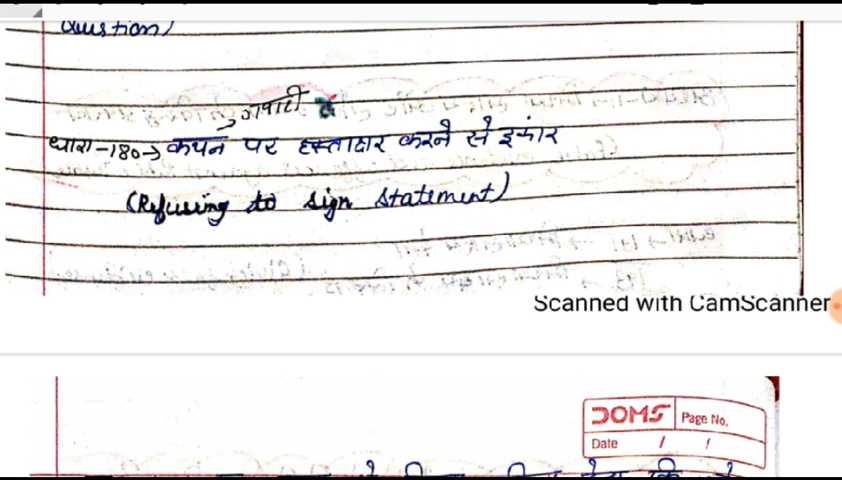 Question)
गवाही
धारा-180→ कथन पर हस्ताक्षर करने से इंकार
(Refusing to sign statement)
Scanned with CamScanner
DOMS Page No.
Date / /